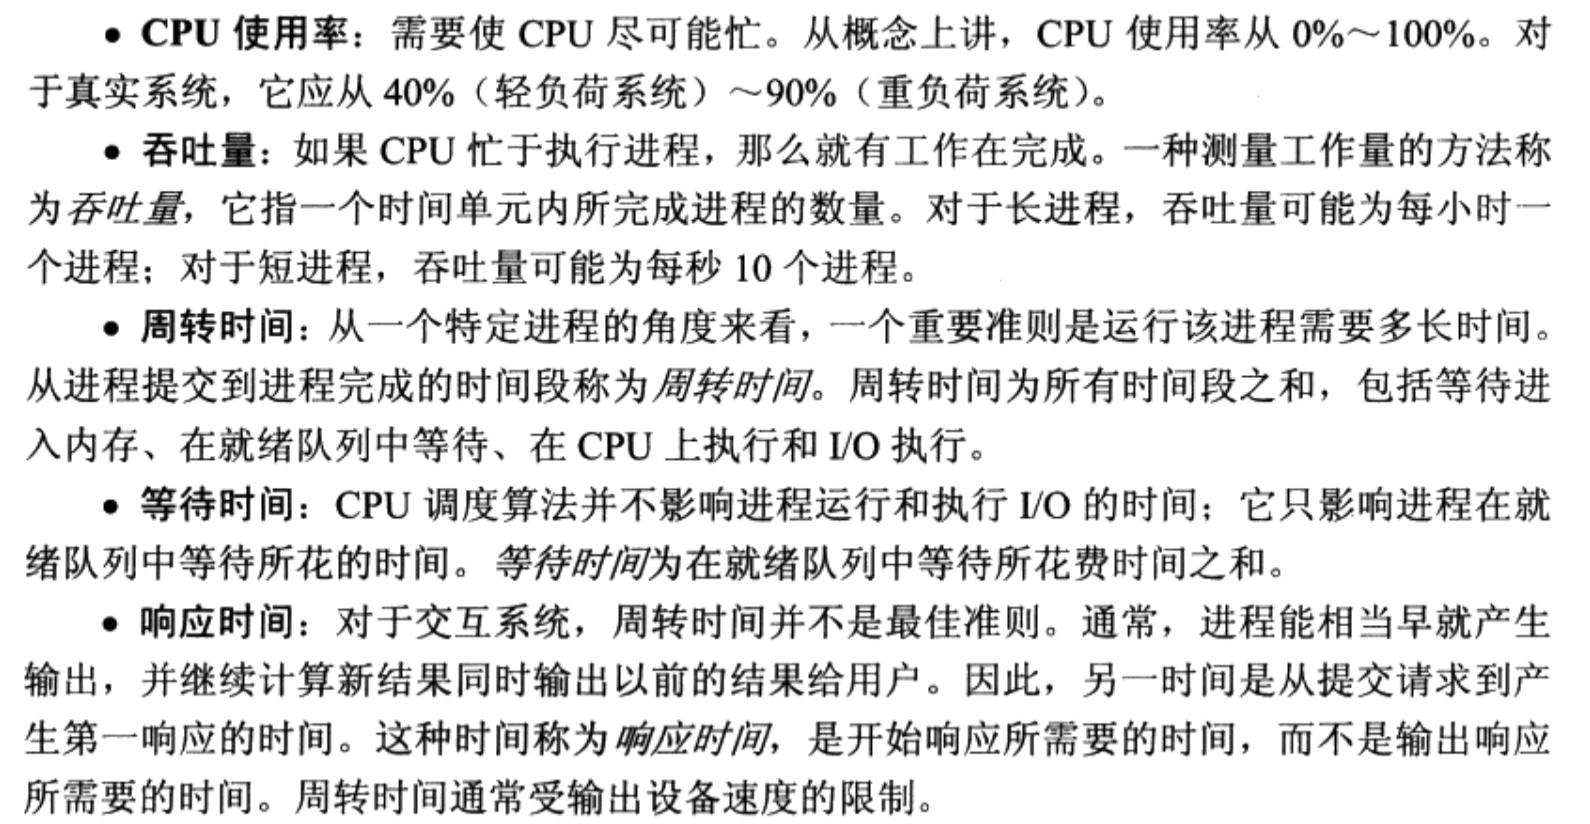 • CPU 使用率：需要使 CPU 尽可能忙。从概念上讲，CPU 使用率从 0%～100%。对
于真实系统，它应从 40%（轻负荷系统）～90%（重负荷系统）。
• 吞吐量：如果 CPU 忙于执行进程，那么就有工作在完成。一种测量工作量的方法称
为吞吐量，它指一个时间单元内所完成进程的数量。对于长进程，吞吐量可能为每小时一
个进程；对于短进程，吞吐量可能为每秒 10 个进程。
• 周转时间：从一个特定进程的角度来看，一个重要准则是运行该进程需要多长时间。
从进程提交到进程完成的时间段称为周转时间。周转时间为所有时间段之和，包括等待进
入内存、在就绪队列中等待、在 CPU 上执行和 I/O 执行。
• 等待时间：CPU 调度算法并不影响进程运行和执行 I/O 的时间；它只影响进程在就
绪队列中等待所花的时间。等待时间为在就绪队列中等待所花费时间之和。
• 响应时间：对于交互系统，周转时间并不是最佳准则。通常，进程能相当早就产生
输出，并继续计算新结果同时输出以前的结果给用户。因此，另一时间是从提交请求到产
生第一响应的时间。这种时间称为响应时间，是开始响应所需要的时间，而不是输出响应
所需要的时间。周转时间通常受输出设备速度的限制。